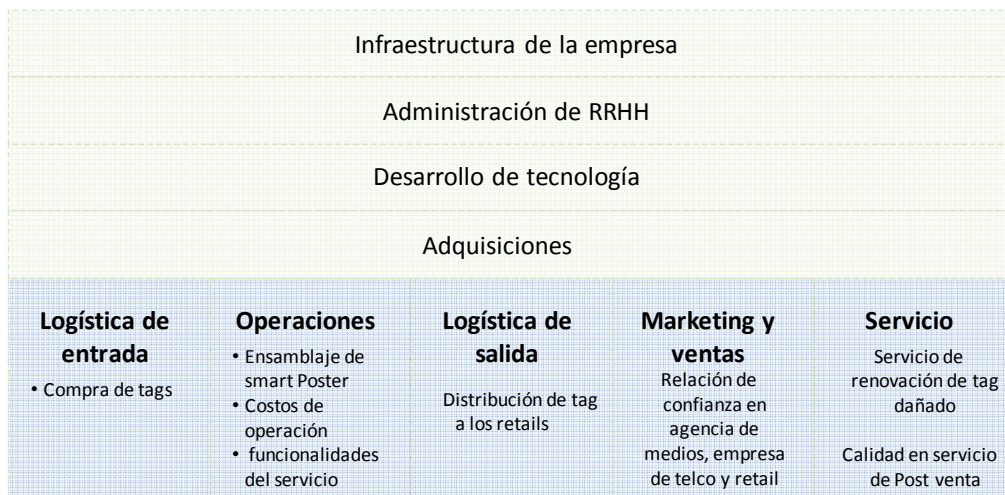 Infraestructura de la empresa
Administración de RRHH
Desarrollo de tecnología
Adquisiciones
Logística de
entrada
• Compra de tags
Operaciones
• Ensamblaje de
smart Poster
• Costos de
operación
• funcionalidades
del servicio
Logística de
salida
Distribución de tag
a los retails
Marketing y
ventas
Relación de
confianza en
agencia de
medios, empresa
de telco y retail
Servicio
Servicio de
renovación de tag
dañado
Calidad en servicio
de Post venta